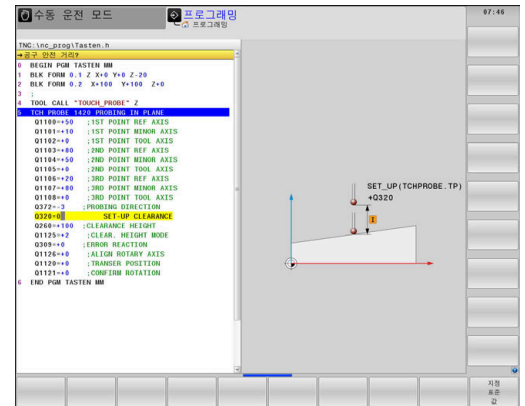 수동 운전 모드
프로그래밍
프로그래밍
07:46
TNC:\nc_prog\Tasten.h
→공구 안전 거리?
0 BEGIN PGM TASTEN MM
1 BLK FORM 0.1 Z X+0 Y+0 Z-20
2 BLK FORM 0.2 X+100 Y+100 Z+0
3 ;
4 TOOL CALL "TOUCH_PROBE" Z
5 TCH PROBE 1420 PROBING IN PLANE
Q1100=+50 ;1ST POINT REF AXIS
Q1101=+10 ;1ST POINT MINOR AXIS
Q1102=+0 ;1ST POINT TOOL AXIS
Q1103=+80 ;2ND POINT REF AXIS
Q1104=+50 ;2ND POINT MINOR AXIS
Q1105=+0 ;2ND POINT TOOL AXIS
Q1106=+20 ;3RD POINT REF AXIS
Q1107=+80 ;3RD POINT MINOR AXIS
Q1108=+0 ;3RD POINT TOOL AXIS
Q372=-3 ;PROBING DIRECTION
Q320=0 SET-UP CLEARANCE
Q260=+100 ;CLEARANCE HEIGHT
Q1125=+2 ;CLEAR. HEIGHT MODE
Q309=+0 ;ERROR REACTION
Q1126=+0 ;ALIGN ROTARY AXIS
Q1120=+0 ;TRANSER POSITION
Q1121=+0 ;CONFIRM ROTATION
6 END PGM TASTEN MM
SET_UP(TCHPROBE.TP)
+Q320
I
지정
표준
값